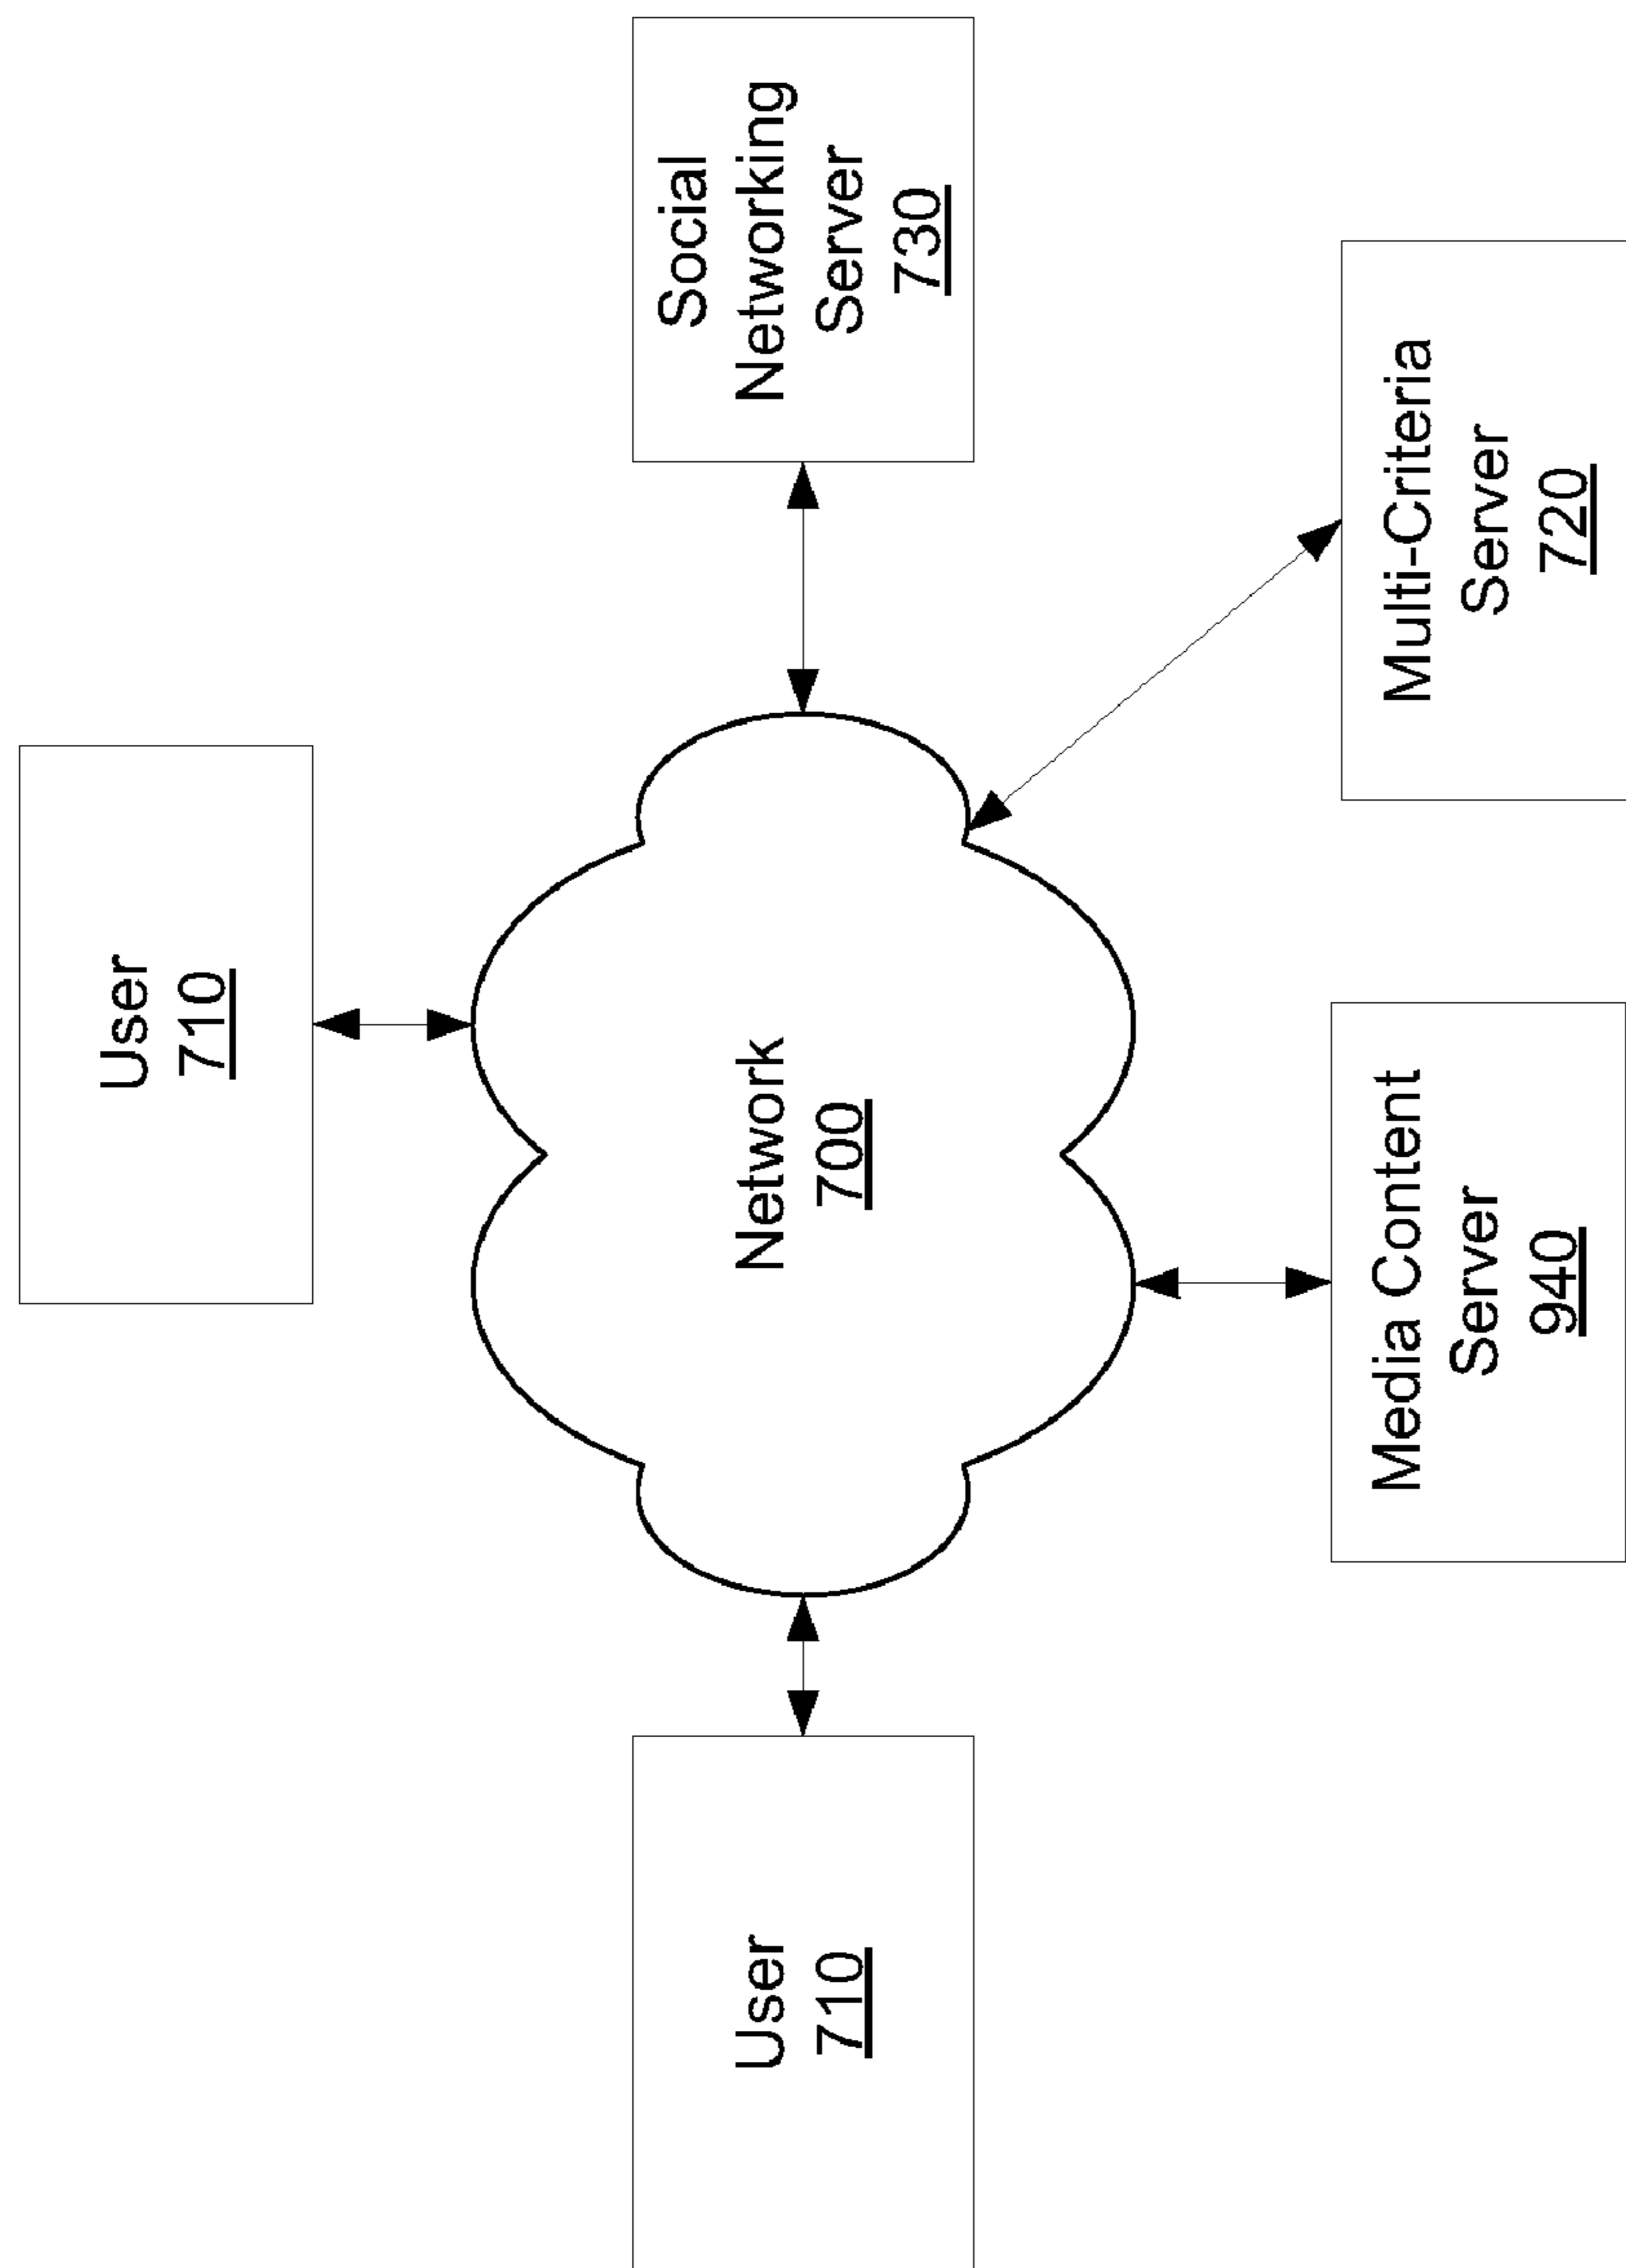 User
710
User
710
Network
700
Social
Networking
Server
730
Media Content
Server
940
Multi-Criteria
Server
720